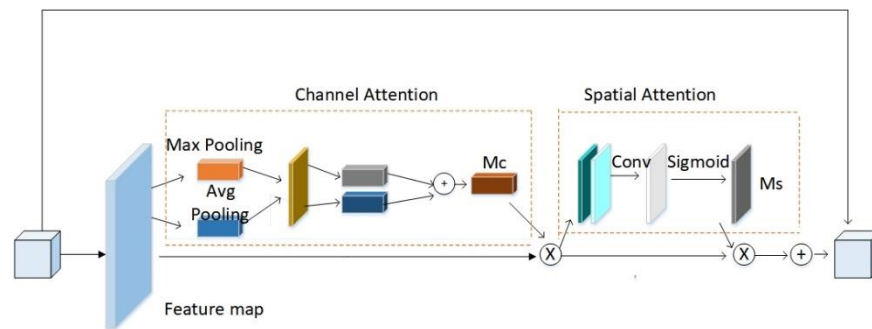 Channel Attention
Spatial Attention
Max Pooling
Avg
Pooling
+
Mc
Conv
Sigmoid
Ms
X
X
+
Feature map